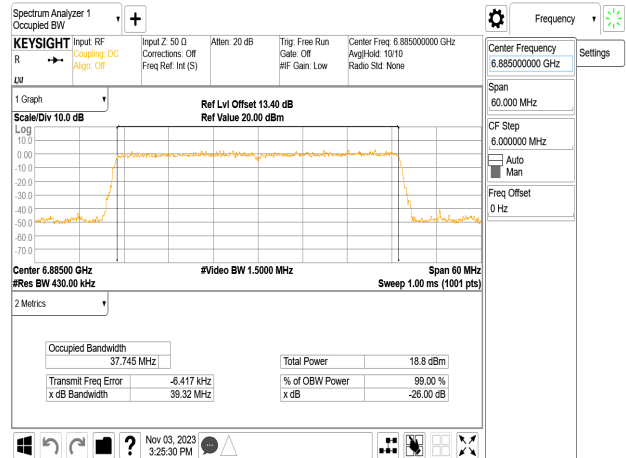 Spectrum Analyzer 1
Occupied BW
Frequency
KEYSIGHT
R
LXI
Input: RF
Coupling: DC
Align: Off
Input Z: 50 Ω
Corrections: Off
Freq Ref: Int (S)
Atten: 20 dB
Trig: Free Run
Gate: Off
#IF Gain: Low
Center Freq: 6.885000000 GHz
Avg|Hold: 10/10
Radio Std: None
Center Frequency
6.885000000 GHz
Settings
Span
60.000 MHz
CF Step
6.000000 MHz
Auto
Man
Freq Offset
0 Hz
1 Graph
Scale/Div 10.0 dB
Ref Lvl Offset 13.40 dB
Ref Value 20.00 dBm
Log
10.0
0.00
-10.0
-20.0
-30.0
-40.0
-50.0
-60.0
-70.0
Center 6.88500 GHz
#Video BW 1.5000 MHz
Span 60 MHz
#Res BW 430.00 kHz
Sweep 1.00 ms (1001 pts)
2 Metrics
Occupied Bandwidth
37.745 MHz
Total Power 18.8 dBm
Transmit Freq Error -6.417 kHz
% of OBW Power 99.00 %
x dB Bandwidth 39.32 MHz
x dB -26.00 dB
?
Nov 03, 2023
3:25:30 PM